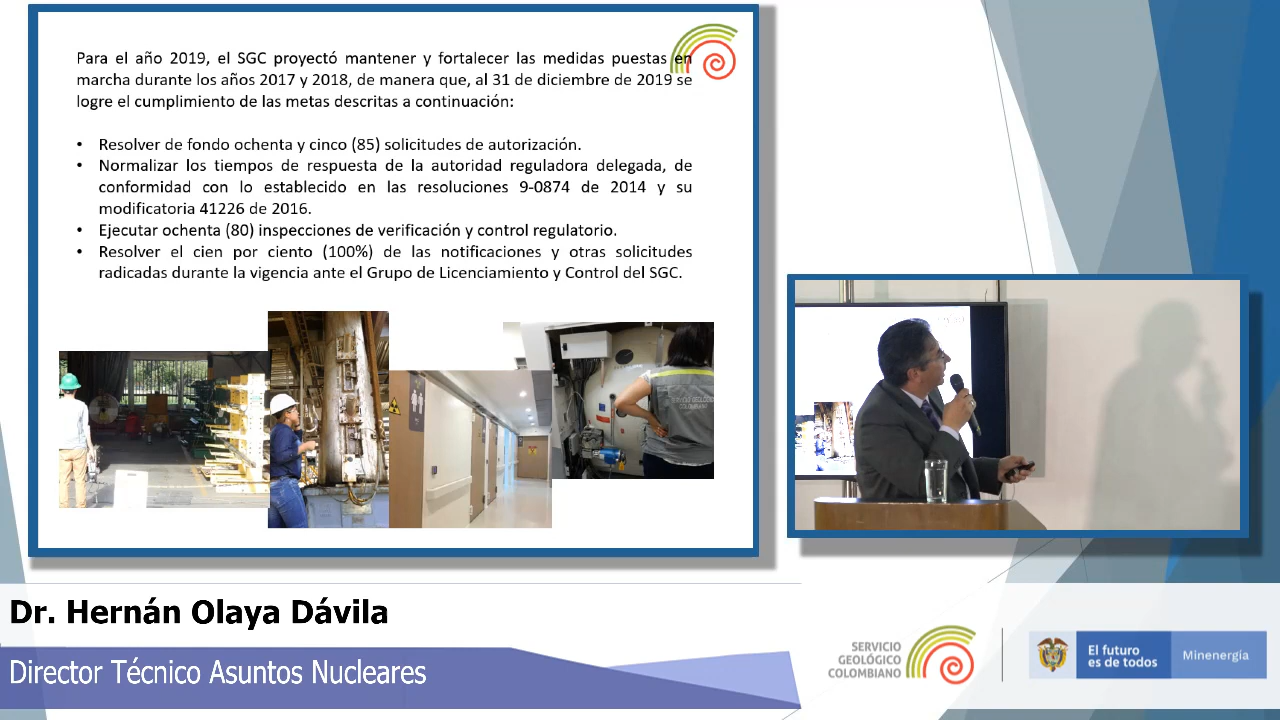 Para el año 2019, el SGC proyectó mantener y fortalecer las medidas puestas en
marcha durante los años 2017 y 2018, de manera que, al 31 de diciembre de 2019 se
logre el cumplimiento de las metas descritas a continuación:
• Resolver de fondo ochenta y cinco (85) solicitudes de autorización.
• Normalizar los tiempos de respuesta de la autoridad reguladora delegada, de
conformidad con lo establecido en las resoluciones 9-0874 de 2014 y su
modificatoria 41226 de 2016.
• Ejecutar ochenta (80) inspecciones de verificación y control regulatorio.
• Resolver el cien por ciento (100%) de las notificaciones y otras solicitudes
radicadas durante la vigencia ante el Grupo de Licenciamiento y Control del SGC.
SERVICIO GEOLÓGICO
COLOMBIANO
Dr. Hernán Olaya Dávila
Director Técnico Asuntos Nucleares
SERVICIO
GEOLÓGICO
COLOMBIANO
El futuro
es de todos
Minenergía